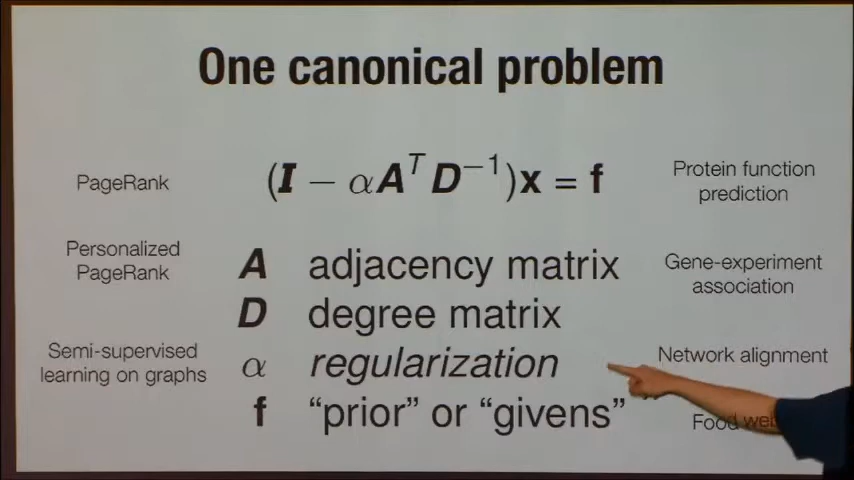 One canonical problem
PageRank
(I − αAᵀD⁻¹)x = f
Protein function
prediction
Personalized
PageRank
A adjacency matrix
Gene-experiment
association
D degree matrix
Semi-supervised
learning on graphs
α regularization
Network alignment
f “prior” or “givens”
Food